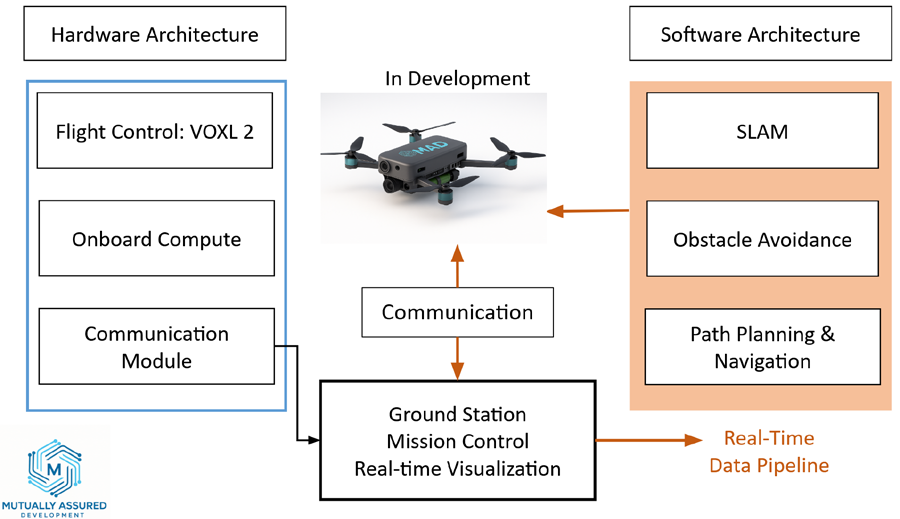 Hardware Architecture
Software Architecture
In Development
Flight Control: VOXL 2
Onboard Compute
Communication
Module
MAD
SLAM
Obstacle Avoidance
Path Planning &
Navigation
Communication
Ground Station
Mission Control
Real-time Visualization
Real-Time
Data Pipeline
M
MUTUALLY ASSURED
DEVELOPMENT